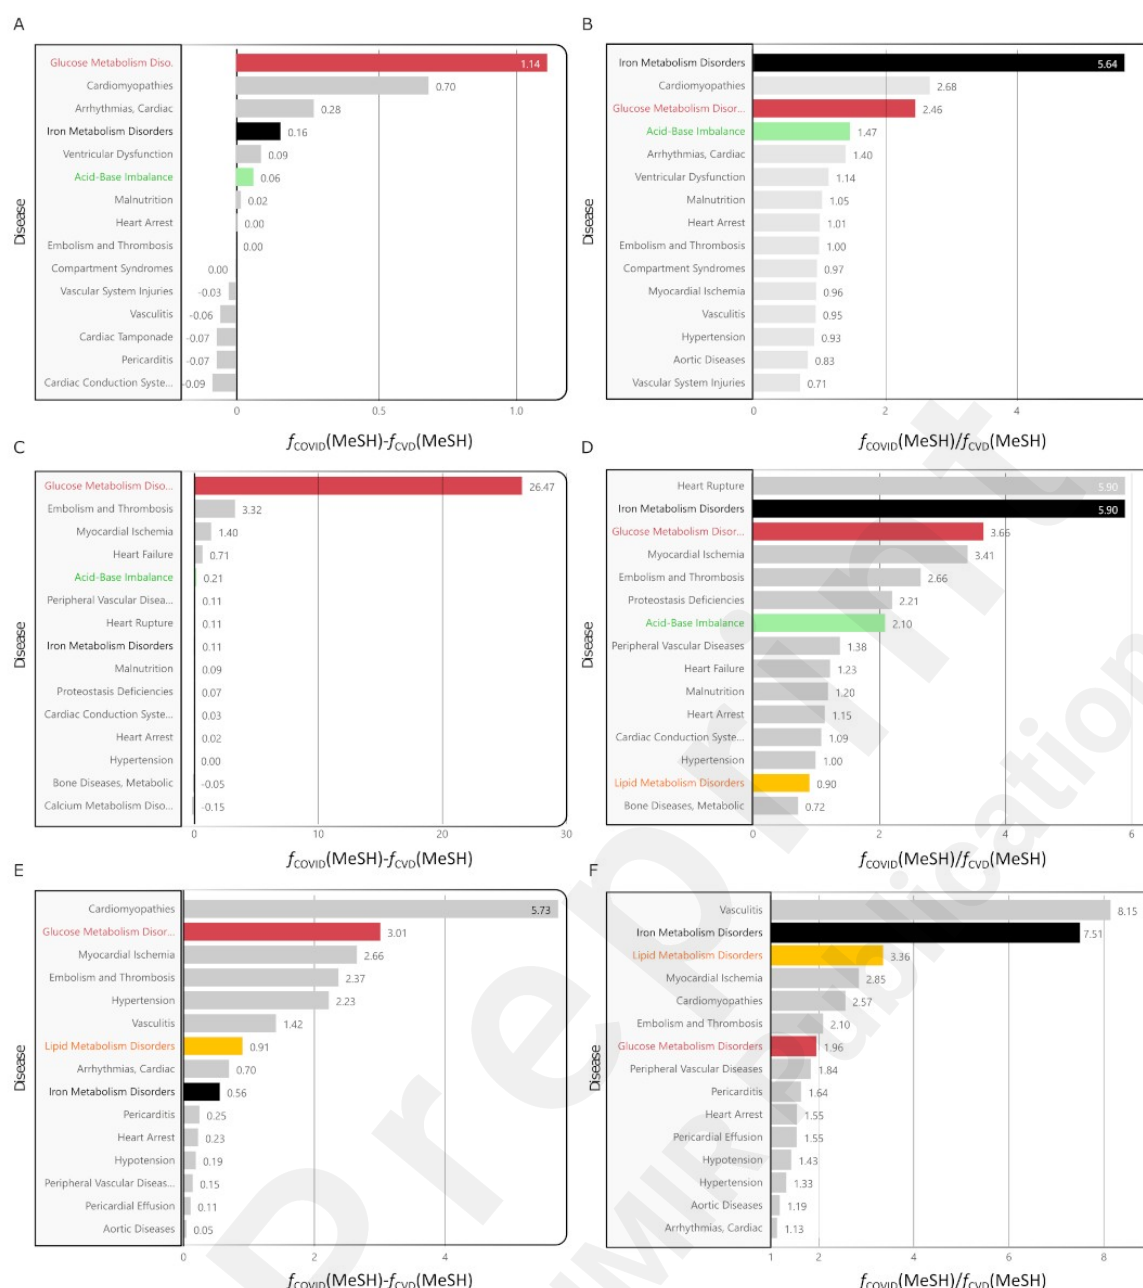 A
Disease
Glucose Metabolism Diso. 1.14
Cardiomyopathies 0.70
Arrhythmias, Cardiac 0.28
Iron Metabolism Disorders 0.16
Ventricular Dysfunction 0.09
Acid-Base Imbalance 0.06
Malnutrition 0.02
Heart Arrest 0.00
Embolism and Thrombosis 0.00
Compartment Syndromes 0.00
Vascular System Injuries -0.03
Vasculitis -0.06
Cardiac Tamponade -0.07
Pericarditis -0.07
Cardiac Conduction Syste... -0.09
0 0.5 1.0
fCOVID(MeSH)-fCVD(MeSH)
B
Disease
Iron Metabolism Disorders 5.64
Cardiomyopathies 2.68
Glucose Metabolism Disor... 2.46
Acid-Base Imbalance 1.47
Arrhythmias, Cardiac 1.40
Ventricular Dysfunction 1.14
Malnutrition 1.05
Heart Arrest 1.01
Embolism and Thrombosis 1.00
Compartment Syndromes 0.97
Myocardial Ischemia 0.96
Vasculitis 0.95
Hypertension 0.93
Aortic Diseases 0.83
Vascular System Injuries 0.71
0 2 4
fCOVID(MeSH)/fCVD(MeSH)
C
Disease
Glucose Metabolism Diso... 26.47
Embolism and Thrombosis 3.32
Myocardial Ischemia 1.40
Heart Failure 0.71
Acid-Base Imbalance 0.21
Peripheral Vascular Disea... 0.11
Heart Rupture 0.11
Iron Metabolism Disorders 0.11
Malnutrition 0.09
Proteostasis Deficiencies 0.07
Cardiac Conduction Syste... 0.03
Heart Arrest 0.02
Hypertension 0.00
Bone Diseases, Metabolic -0.05
Calcium Metabolism Diso... -0.15
0 10 20 30
fCOVID(MeSH)-fCVD(MeSH)
D
Disease
Heart Rupture 5.90
Iron Metabolism Disorders 5.90
Glucose Metabolism Disor... 3.66
Myocardial Ischemia 3.41
Embolism and Thrombosis 2.66
Proteostasis Deficiencies 2.21
Acid-Base Imbalance 2.10
Peripheral Vascular Diseases 1.38
Heart Failure 1.23
Malnutrition 1.20
Heart Arrest 1.15
Cardiac Conduction Syste... 1.09
Hypertension 1.00
Lipid Metabolism Disorders 0.90
Bone Diseases, Metabolic 0.72
0 2 4 6
fCOVID(MeSH)/fCVD(MeSH)
E
Disease
Cardiomyopathies 5.73
Glucose Metabolism Disor... 3.01
Myocardial Ischemia 2.66
Embolism and Thrombosis 2.37
Hypertension 2.23
Vasculitis 1.42
Lipid Metabolism Disorders 0.91
Arrhythmias, Cardiac 0.70
Iron Metabolism Disorders 0.56
Pericarditis 0.25
Heart Arrest 0.23
Hypotension 0.19
Peripheral Vascular Diseas... 0.15
Pericardial Effusion 0.11
Aortic Diseases 0.05
0 2 4
fCOVID(MeSH)-fCVD(MeSH)
F
Disease
Vasculitis 8.15
Iron Metabolism Disorders 7.51
Lipid Metabolism Disorders 3.36
Myocardial Ischemia 2.85
Cardiomyopathies 2.57
Embolism and Thrombosis 2.10
Glucose Metabolism Disorders 1.96
Peripheral Vascular Diseases 1.84
Pericarditis 1.64
Heart Arrest 1.55
Pericardial Effusion 1.55
Hypotension 1.43
Hypertension 1.33
Aortic Diseases 1.19
Arrhythmias, Cardiac 1.13
1 2 4 6 8
fCOVID(MeSH)/fCVD(MeSH)
Preprint
JMIR Publication